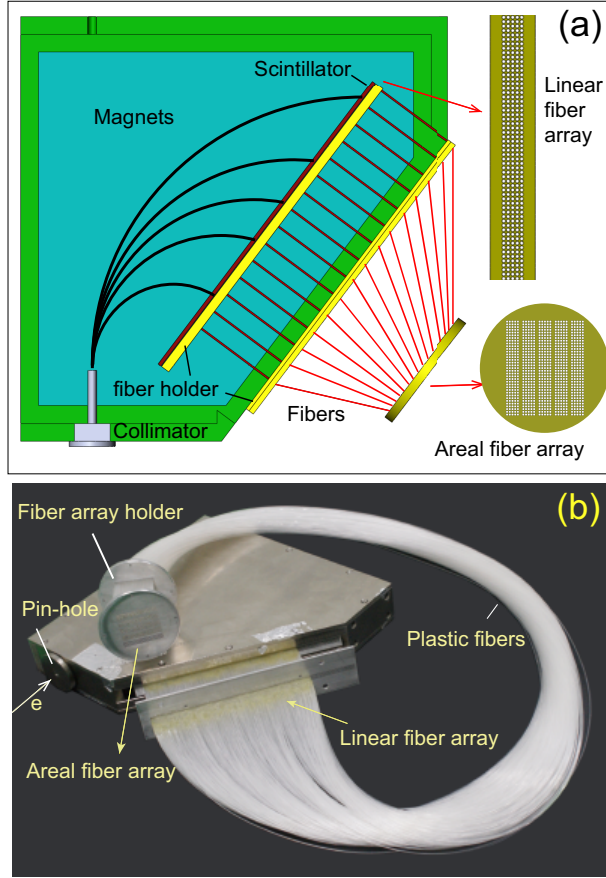 (a)
Scintillator
Magnets
Linear
fiber
array
fiber holder
Fibers
Collimator
Areal fiber array
(b)
Fiber array holder
Pin-hole
Plastic fibers
e
Linear fiber array
Areal fiber array